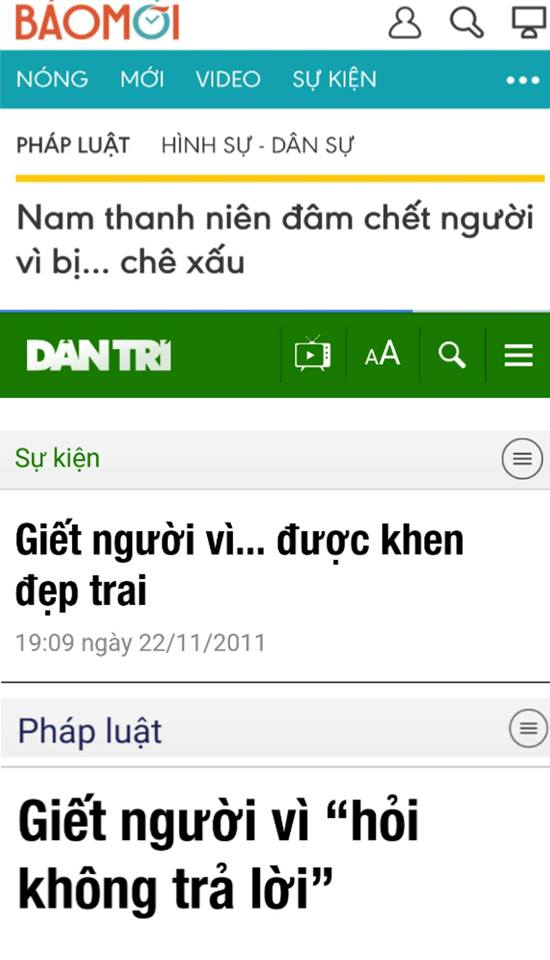 BÁOMỚI
NÓNG MỚI VIDEO SỰ KIỆN
PHÁP LUẬT HÌNH SỰ - DÂN SỰ
Nam thanh niên đâm chết người
vì bị... chê xấu
DÂN TRÍ AA
Sự kiện
Giết người vì... được khen
đẹp trai
19:09 ngày 22/11/2011
Pháp luật
Giết người vì “hỏi
không trả lời”